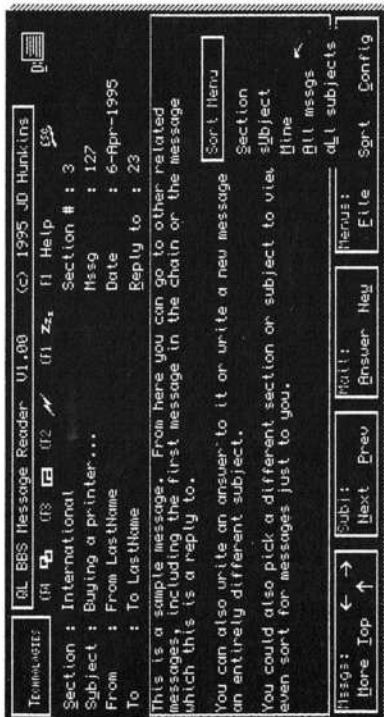 TECHNOLOGIES
QL BBS Message Reader V1.00 (c) 1995 JD Hunkins
CF4 CF3 CF2 CF1 Zzz F1 Help ESC
Section : International Section # : 3
Subject : Buying a printer... Mssg : 127
From : From LastName Date : 6-Apr-1995
To : To LastName Reply to : 23
This is a sample message. From here you can go to other related
messages, including the first message in the chain or the message
which this is a reply to.
You can also write an answer to it or write a new message
an entirely different subject.
You could also pick a different section or subject to view
even sort for messages just to you.
Sort Menu
Section
sUbject
Mine
All mssgs
aLl subjects
Mssgs: ← →
More Top ↑
Subj:
Next Prev
Mail:
Answer New
Menus:
File Sort Config